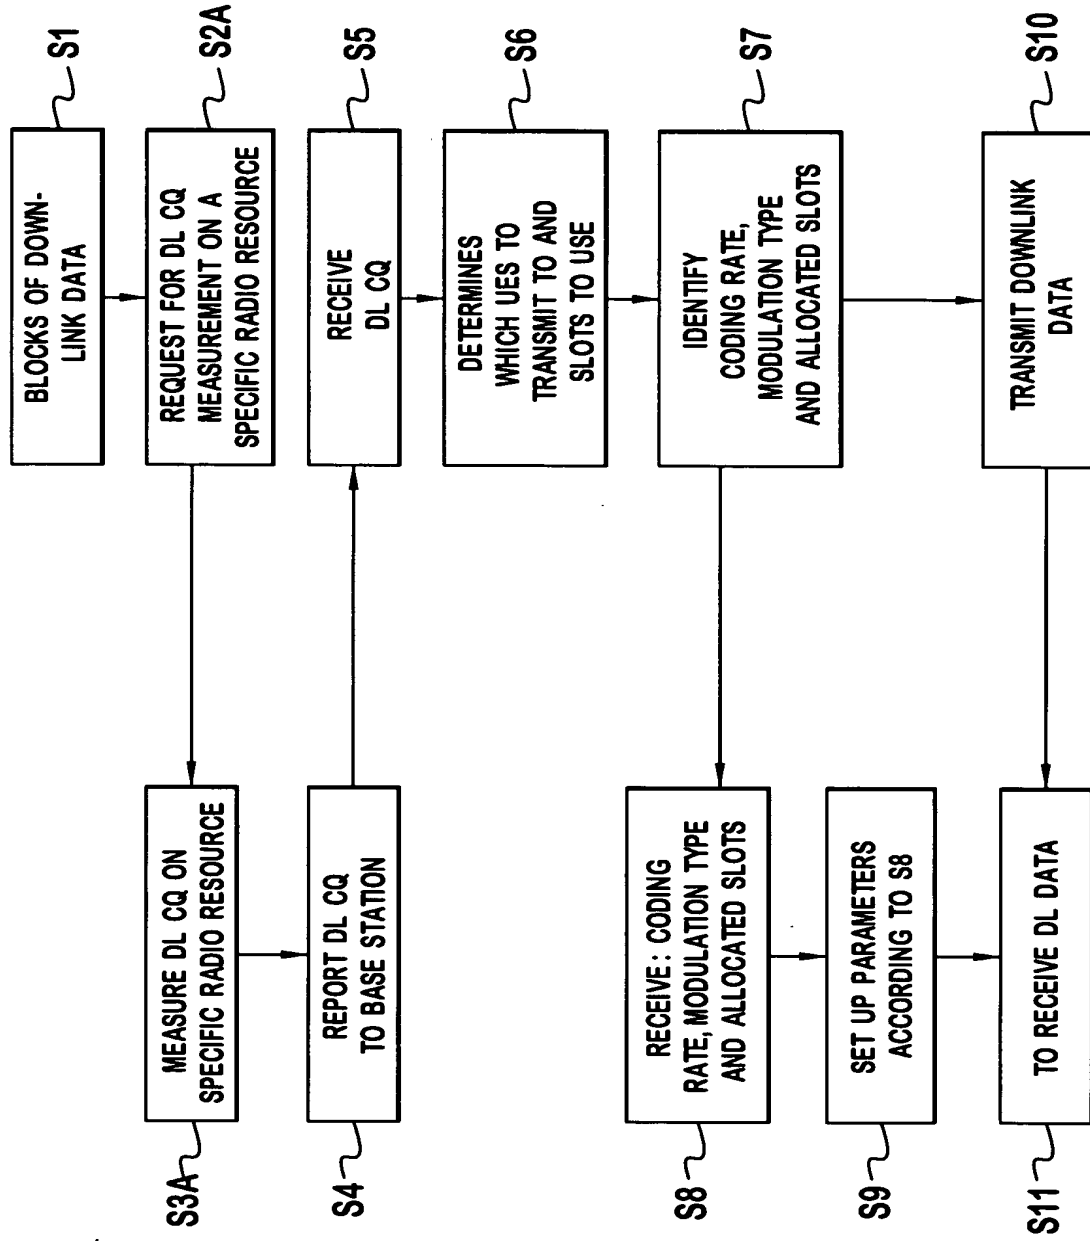 BLOCKS OF DOWN-
LINK DATA
S1
REQUEST FOR DL CQ
MEASUREMENT ON A
SPECIFIC RADIO RESOURCE
S2A
MEASURE DL CQ ON
SPECIFIC RADIO RESOURCE
S3A
REPORT DL CQ
TO BASE STATION
S4
RECEIVE
DL CQ
S5
DETERMINES
WHICH UES TO
TRANSMIT TO AND
SLOTS TO USE
S6
IDENTIFY
CODING RATE,
MODULATION TYPE
AND ALLOCATED SLOTS
S7
RECEIVE: CODING
RATE, MODULATION TYPE
AND ALLOCATED SLOTS
S8
SET UP PARAMETERS
ACCORDING TO S8
S9
TRANSMIT DOWNLINK
DATA
S10
TO RECEIVE DL DATA
S11